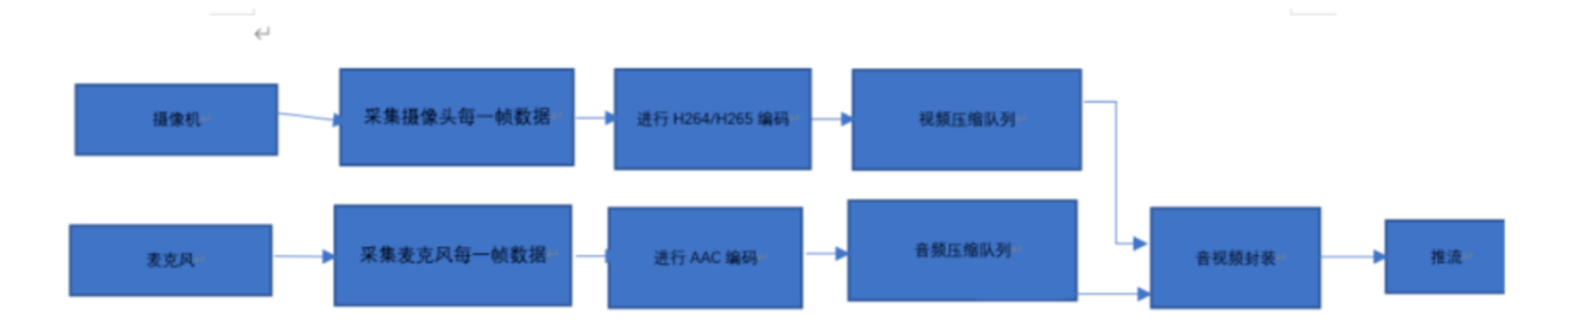 摄像机
采集摄像头每一帧数据
进行 H264/H265 编码
视频压缩队列
麦克风
采集麦克风每一帧数据
进行 AAC 编码
音频压缩队列
音视频封装
推流